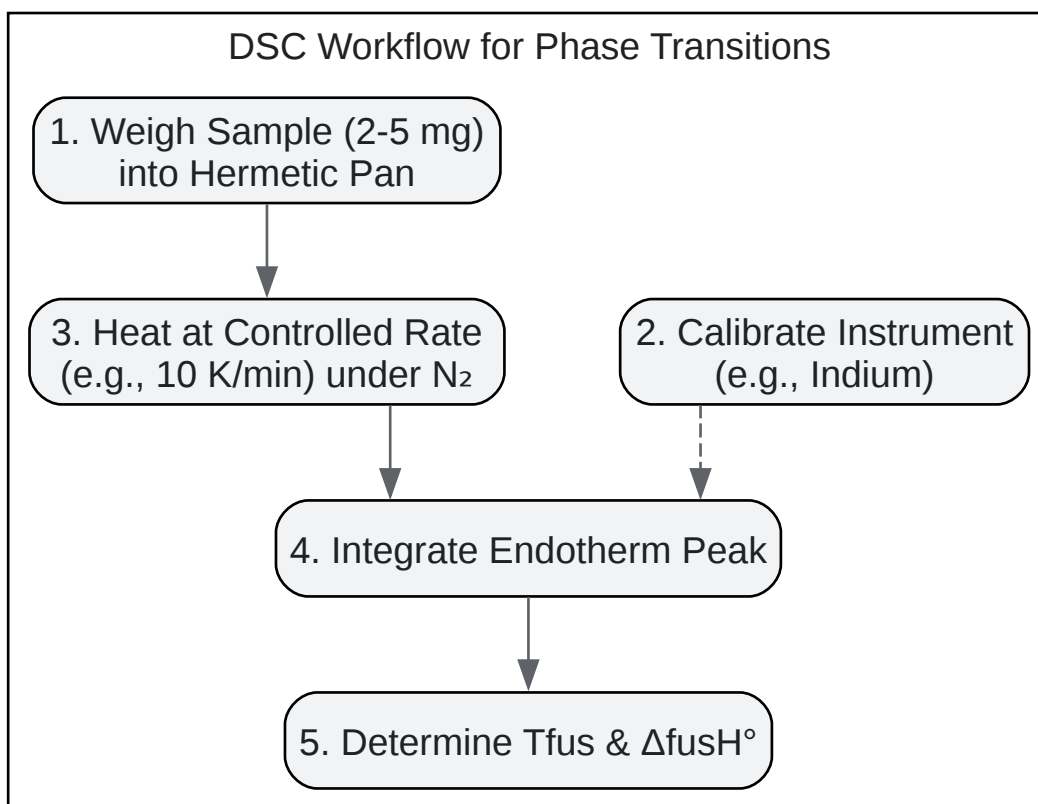 DSC Workflow for Phase Transitions
1. Weigh Sample (2-5 mg)
into Hermetic Pan
3. Heat at Controlled Rate
(e.g., 10 K/min) under N₂
2. Calibrate Instrument
(e.g., Indium)
4. Integrate Endotherm Peak
5. Determine Tfus & ΔfusH°